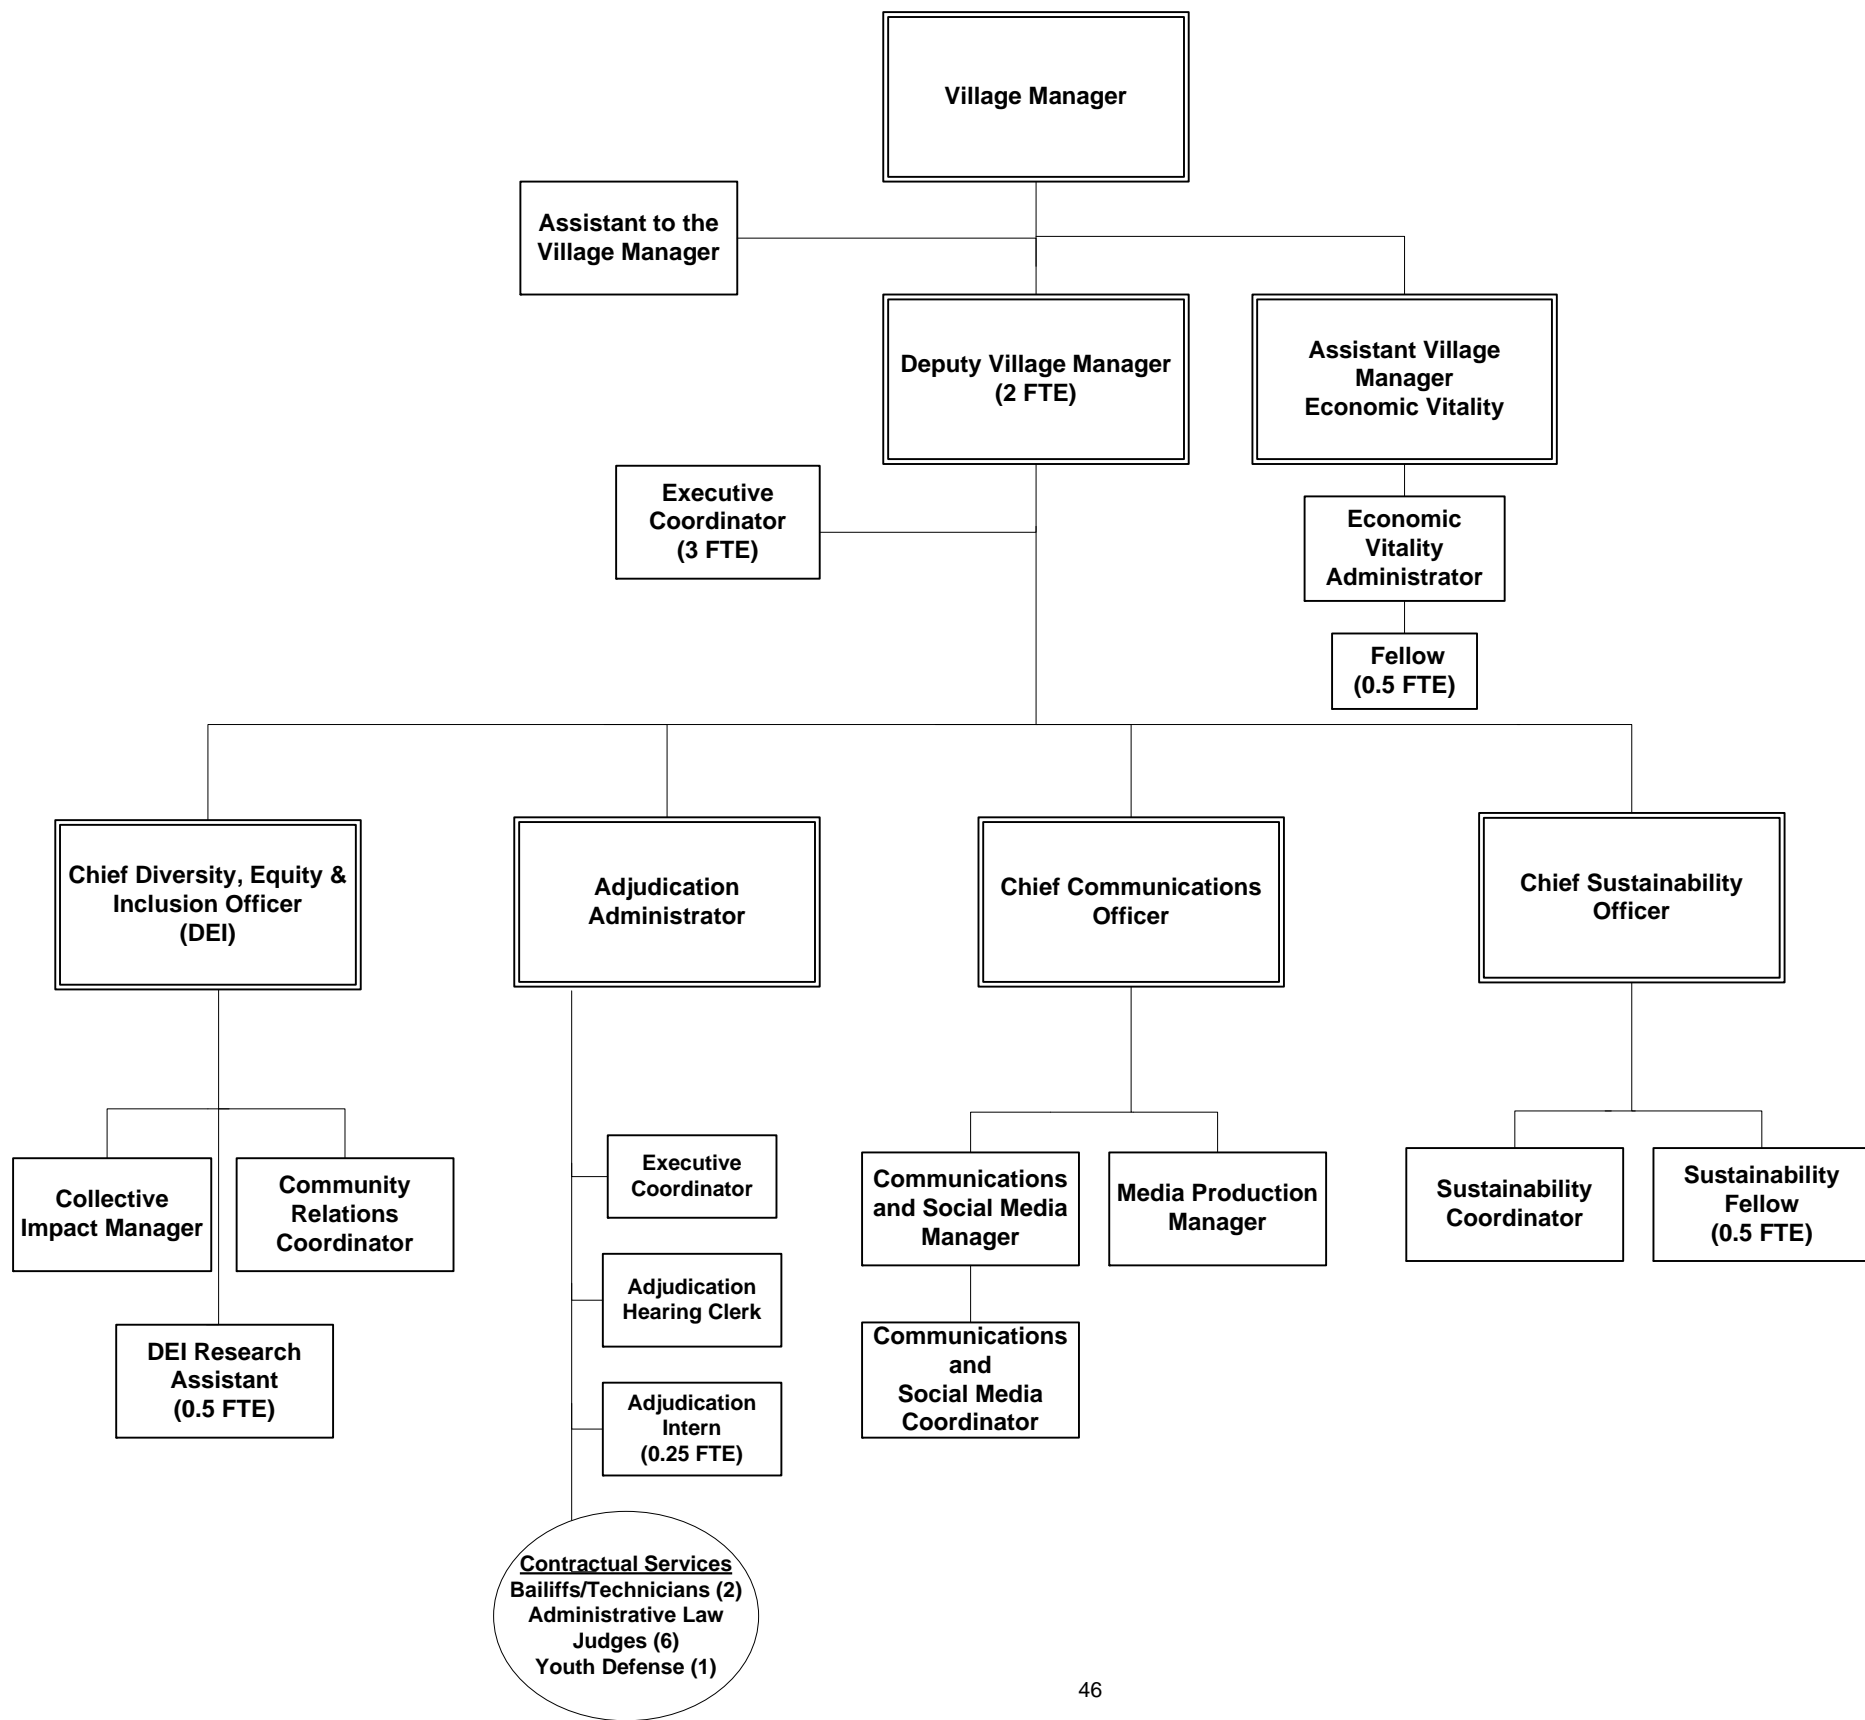 Village Manager
Assistant to the
Village Manager
Deputy Village Manager
(2 FTE)
Assistant Village
Manager
Economic Vitality
Executive
Coordinator
(3 FTE)
Economic
Vitality
Administrator
Fellow
(0.5 FTE)
Chief Diversity, Equity &
Inclusion Officer
(DEI)
Adjudication
Administrator
Chief Communications
Officer
Chief Sustainability
Officer
Collective
Impact Manager
Community
Relations
Coordinator
DEI Research
Assistant
(0.5 FTE)
Executive
Coordinator
Adjudication
Hearing Clerk
Adjudication
Intern
(0.25 FTE)
Contractual Services
Bailiffs/Technicians (2)
Administrative Law
Judges (6)
Youth Defense (1)
Communications
and Social Media
Manager
Media Production
Manager
Communications
and
Social Media
Coordinator
Sustainability
Coordinator
Sustainability
Fellow
(0.5 FTE)
46